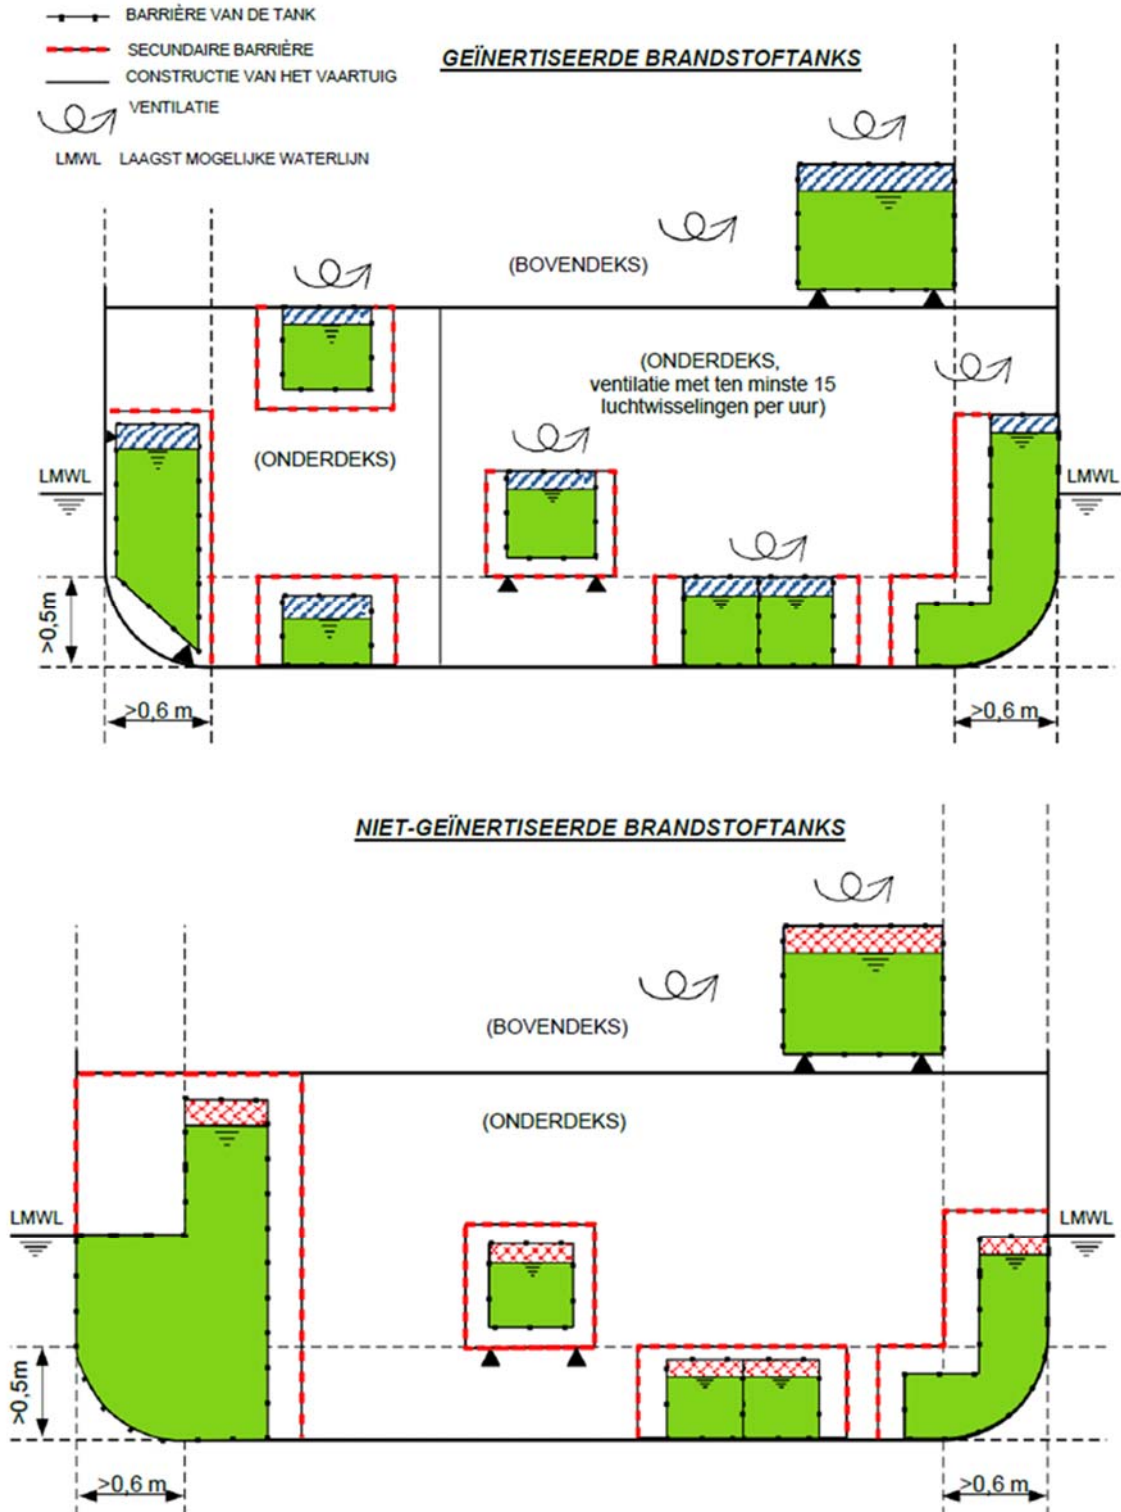 BARRIÈRE VAN DE TANK
SECUNDAIRE BARRIÈRE
CONSTRUCTIE VAN HET VAARTUIG
VENTILATIE
LMWL LAAGST MOGELIJKE WATERLIJN
GEÏNERTISEERDE BRANDSTOFTANKS
(BOVENDEKS)
(ONDERDEKS,
ventilatie met ten minste 15
luchtwisselingen per uur)
(ONDERDEKS)
LMWL
LMWL
>0,5m
>0,6 m
>0,6 m
NIET-GEÏNERTISEERDE BRANDSTOFTANKS
(BOVENDEKS)
(ONDERDEKS)
LMWL
LMWL
>0,5m
>0,6 m
>0,6 m